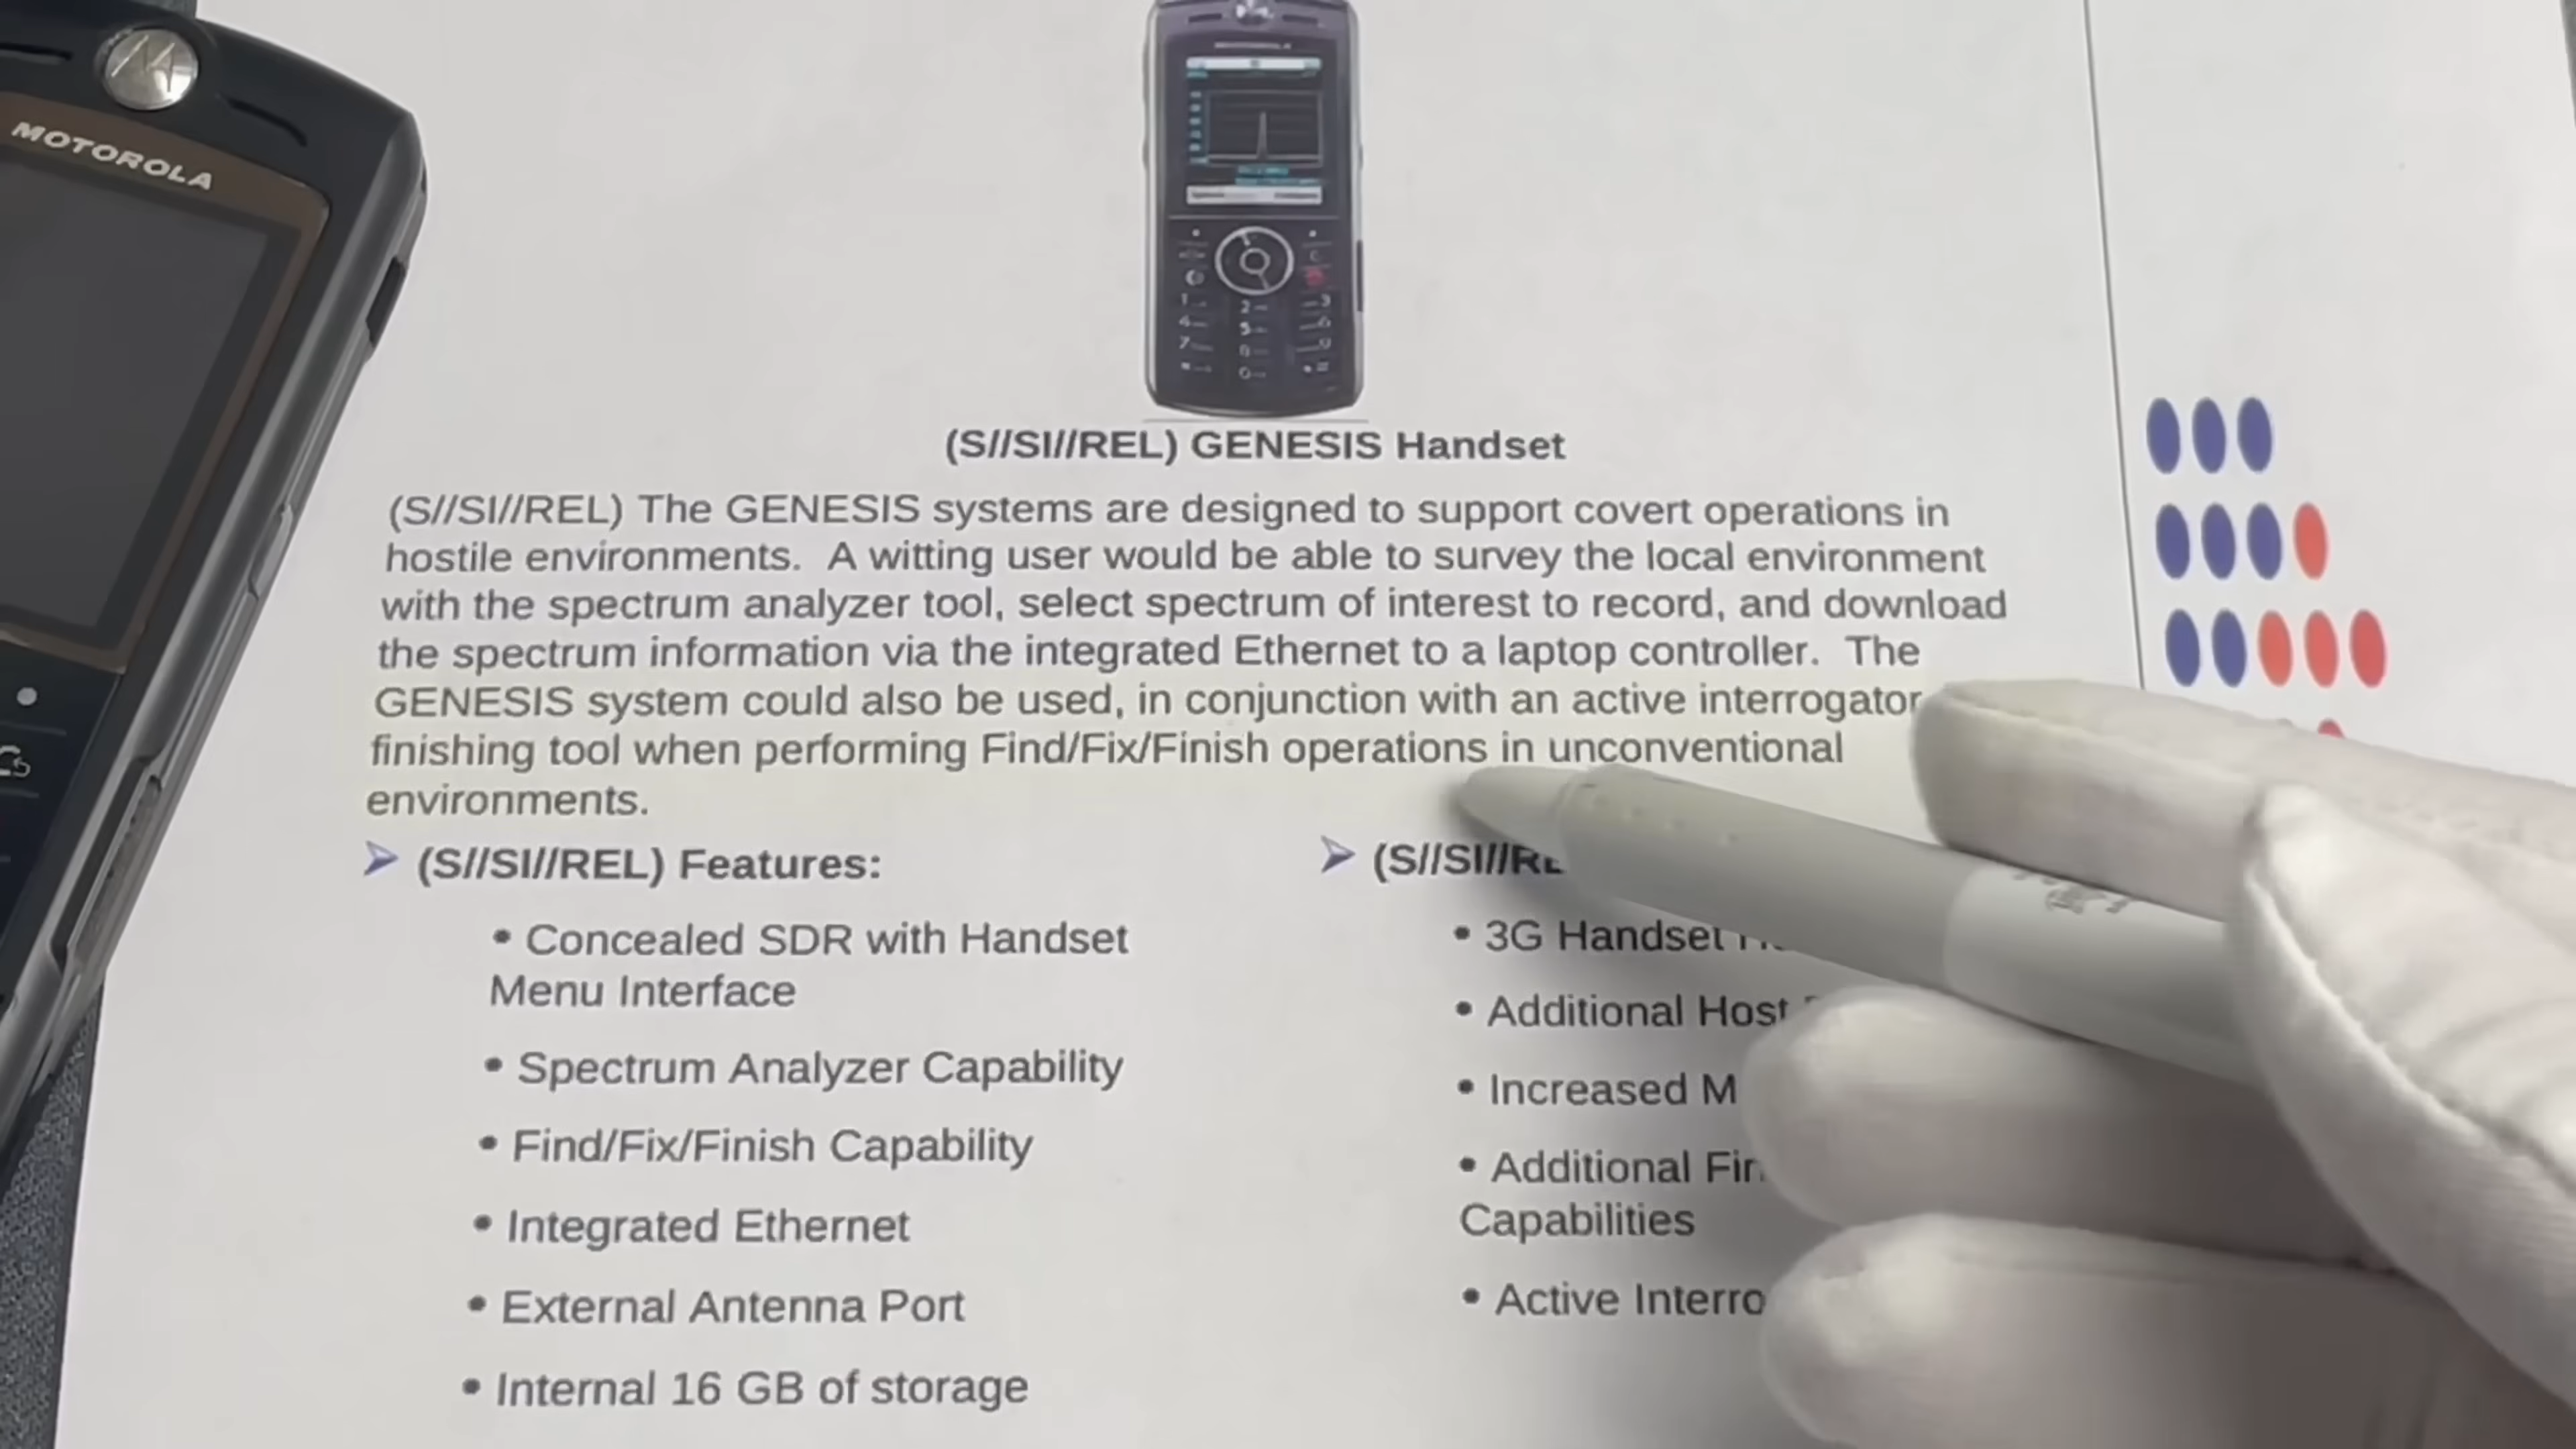 MOTOROLA
(S//SI//REL) GENESIS Handset
(S//SI//REL) The GENESIS systems are designed to support covert operations in
hostile environments. A witting user would be able to survey the local environment
with the spectrum analyzer tool, select spectrum of interest to record, and download
the spectrum information via the integrated Ethernet to a laptop controller. The
GENESIS system could also be used, in conjunction with an active interrogator
finishing tool when performing Find/Fix/Finish operations in unconventional
environments.
(S//SI//REL) Features:
• Concealed SDR with Handset
Menu Interface
• Spectrum Analyzer Capability
• Find/Fix/Finish Capability
• Integrated Ethernet
• External Antenna Port
• Internal 16 GB of storage
(S//SI//RE
• 3G Handset
• Additional Host
• Increased M
• Additional Fin
Capabilities
• Active Interro